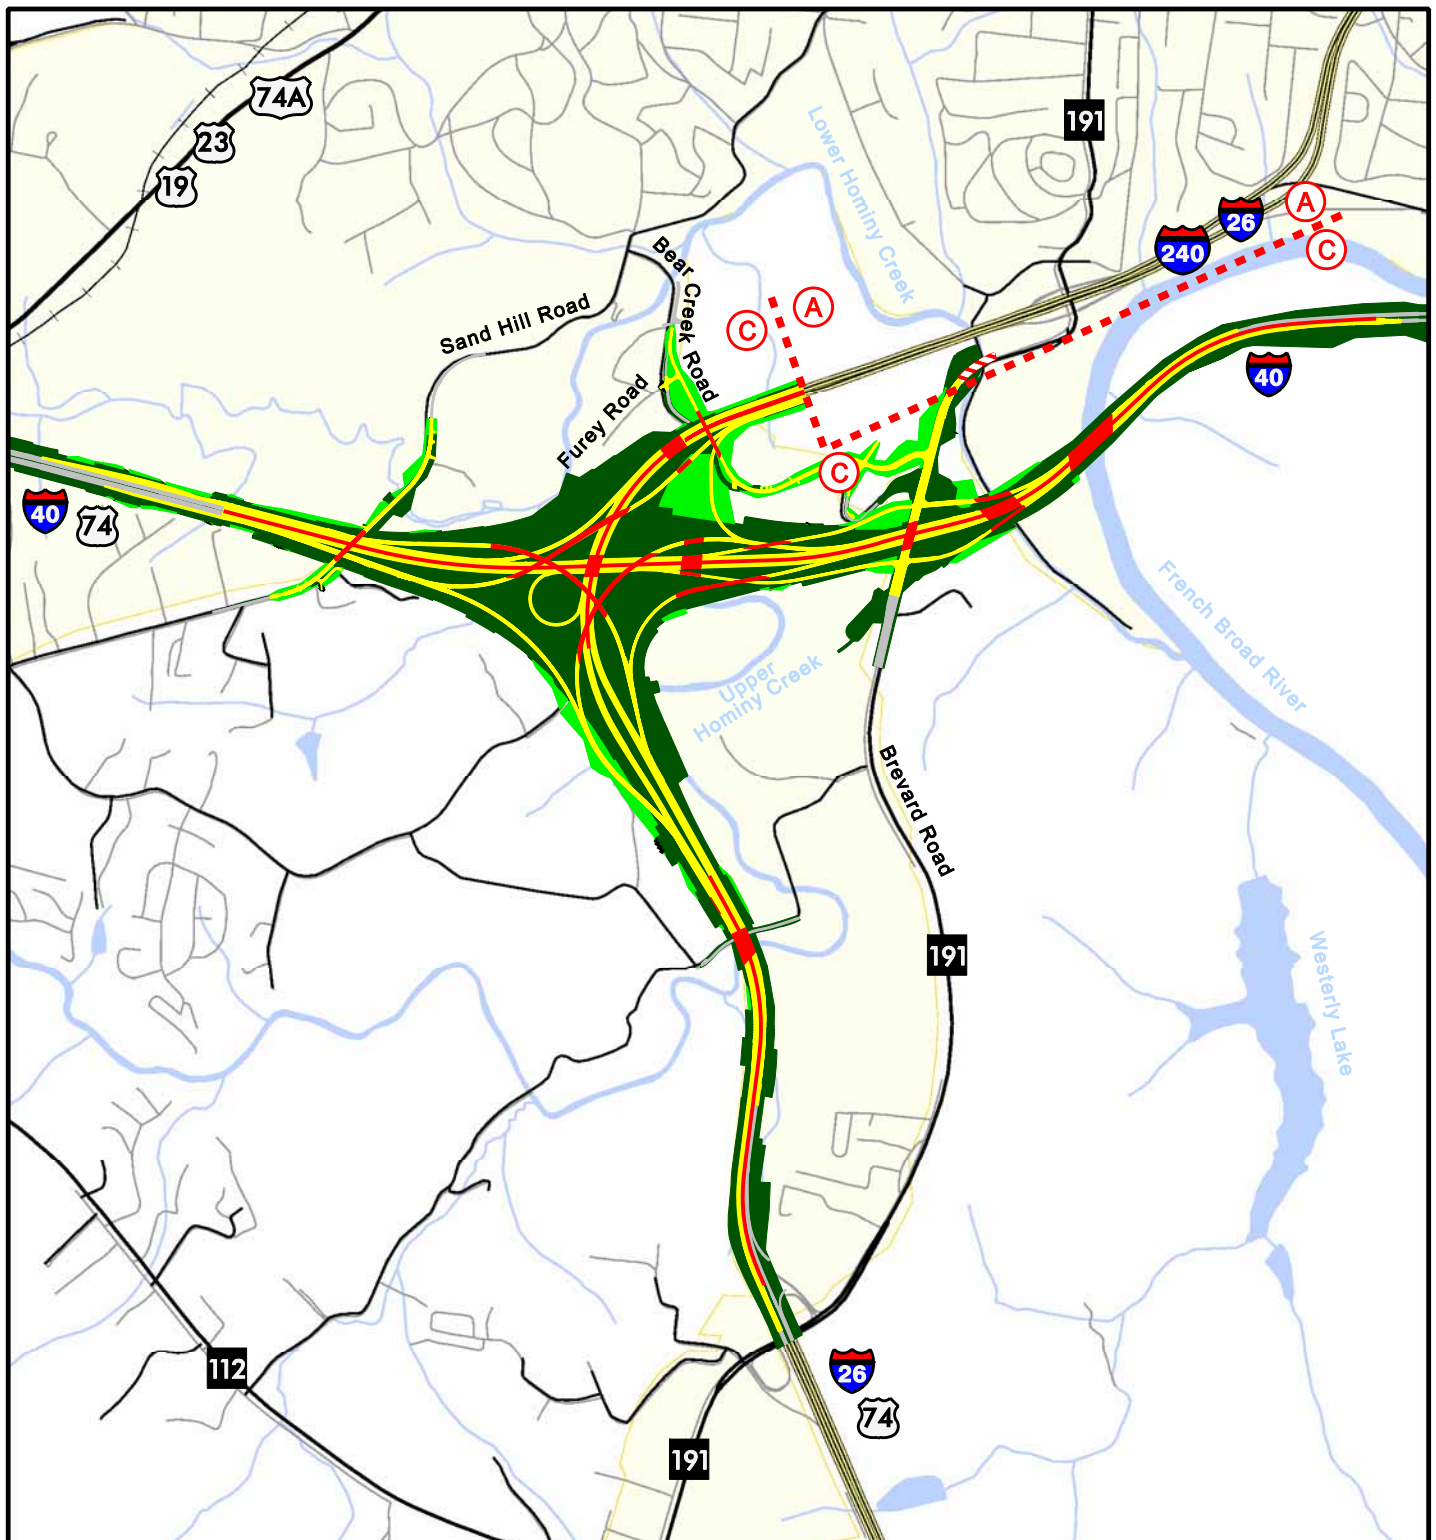 74A
23
19
191
Lower Hominy Creek
26
240
A
C
Bear Creek Road
C
A
Sand Hill Road
40
Furey Road
C
40
74
French Broad River
Upper
Hominy Creek
Brevard Road
191
Westerly Lake
112
26
74
191